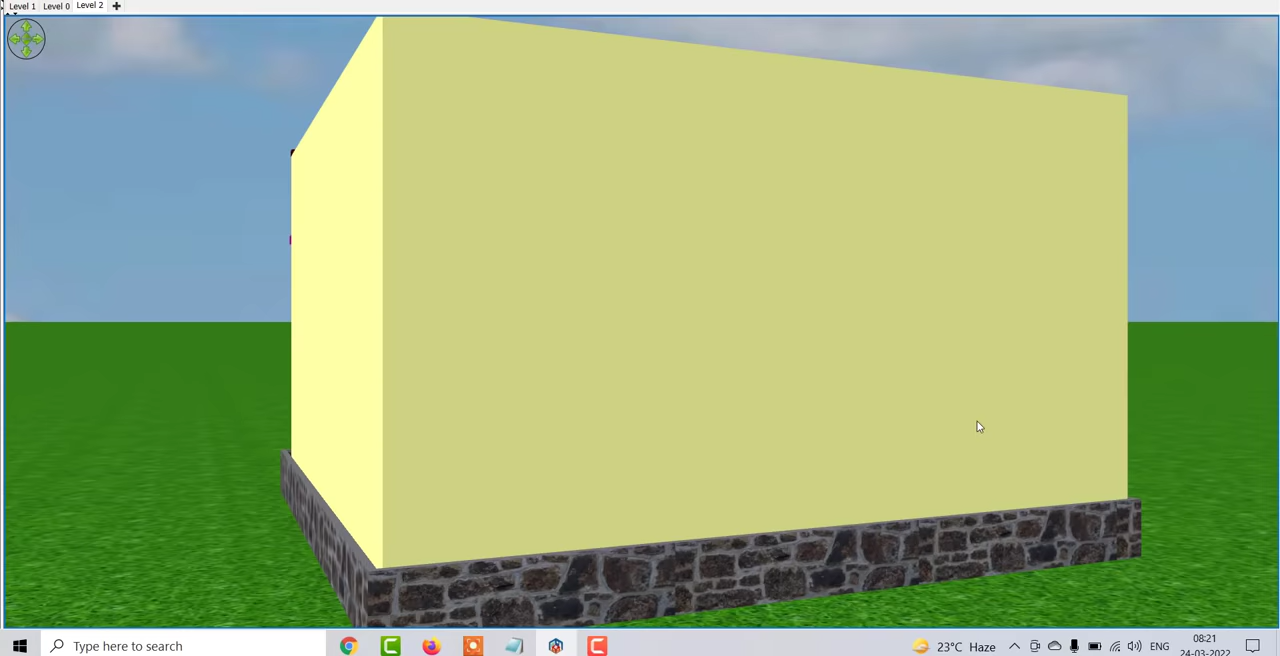 Level 1 Level 0 Level 2
Type here to search
23°C Haze
ENG
08:21
24-03-2022